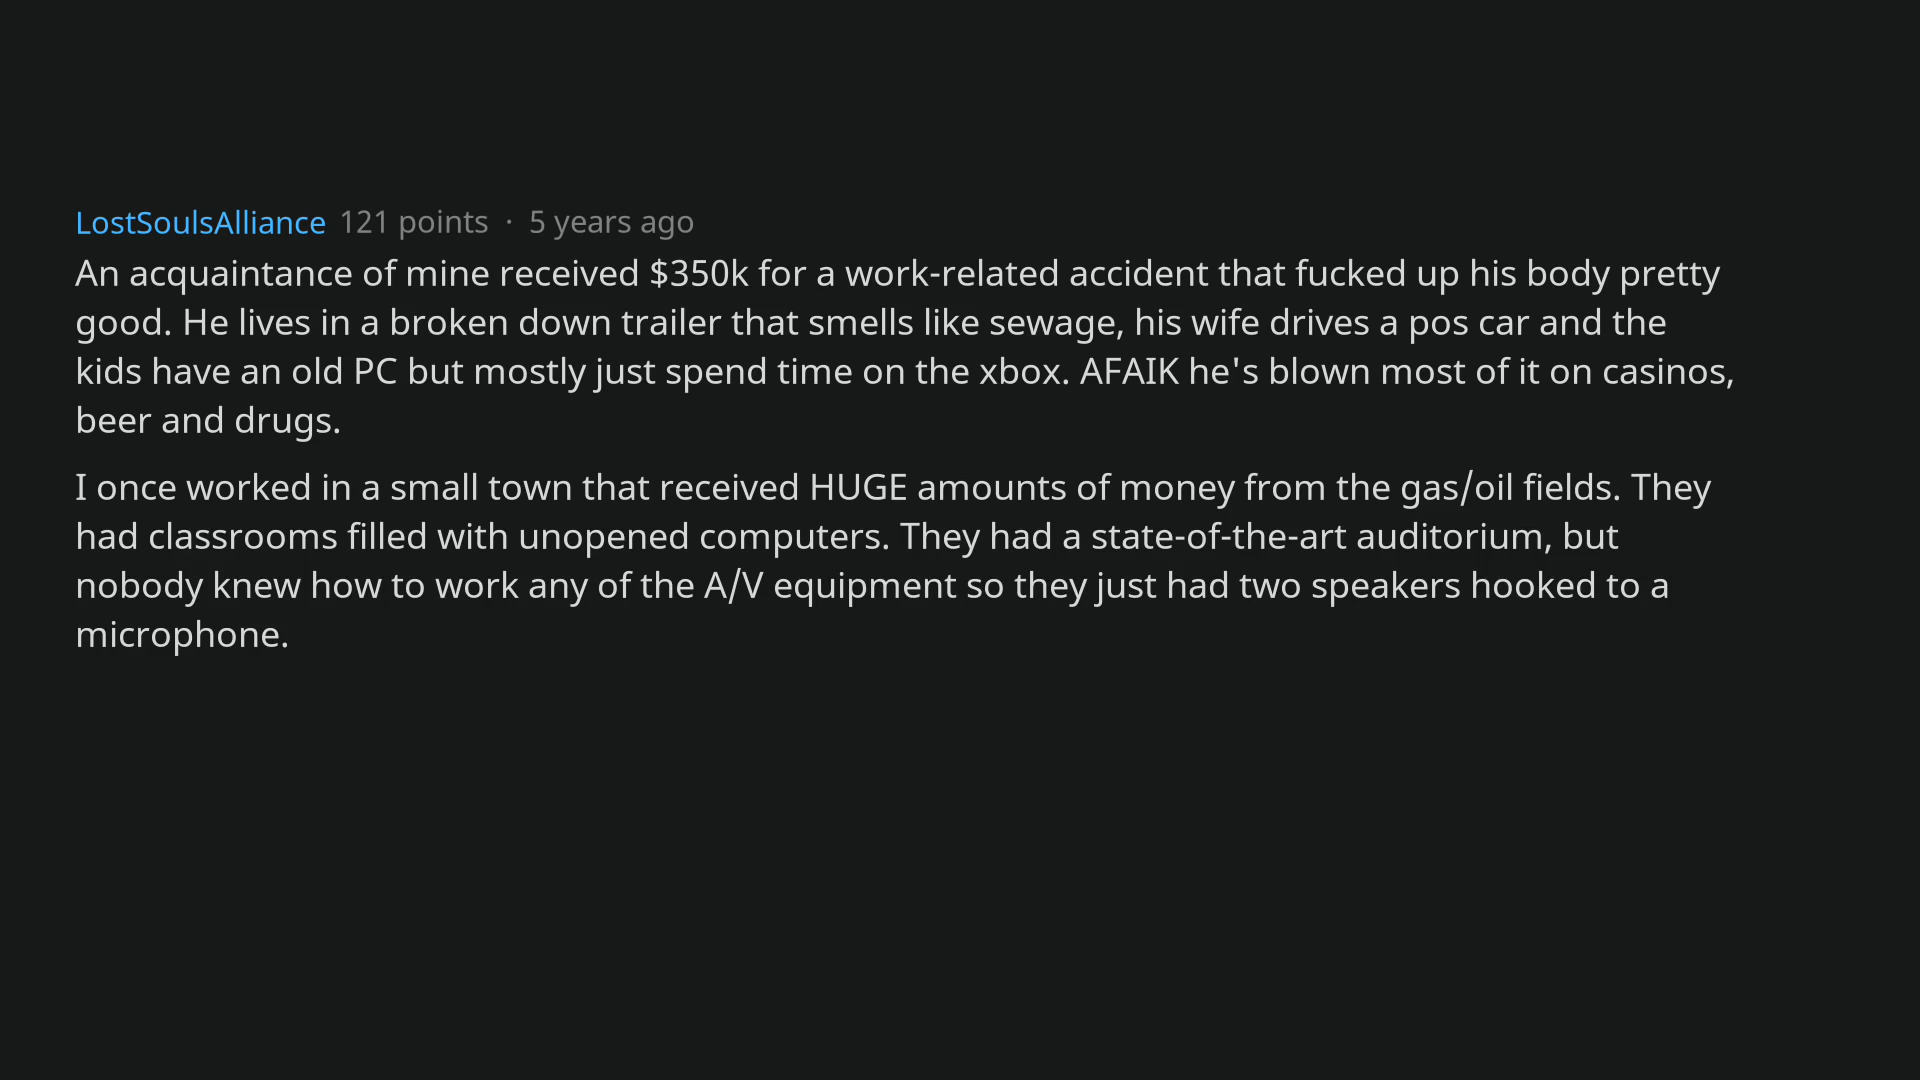 LostSoulsAlliance 121 points · 5 years ago
An acquaintance of mine received $350k for a work-related accident that fucked up his body pretty
good. He lives in a broken down trailer that smells like sewage, his wife drives a pos car and the
kids have an old PC but mostly just spend time on the xbox. AFAIK he's blown most of it on casinos,
beer and drugs.
I once worked in a small town that received HUGE amounts of money from the gas/oil fields. They
had classrooms filled with unopened computers. They had a state-of-the-art auditorium, but
nobody knew how to work any of the A/V equipment so they just had two speakers hooked to a
microphone.